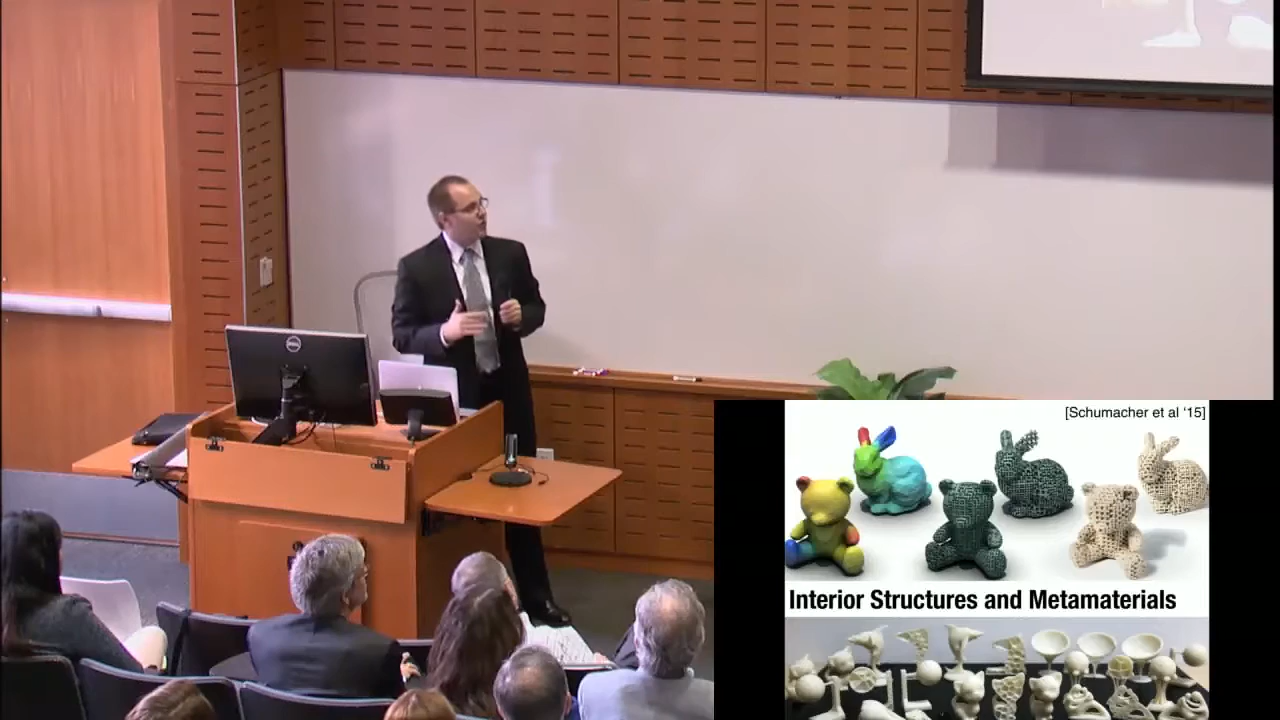 DELL
[Schumacher et al ‘15]
Interior Structures and Metamaterials